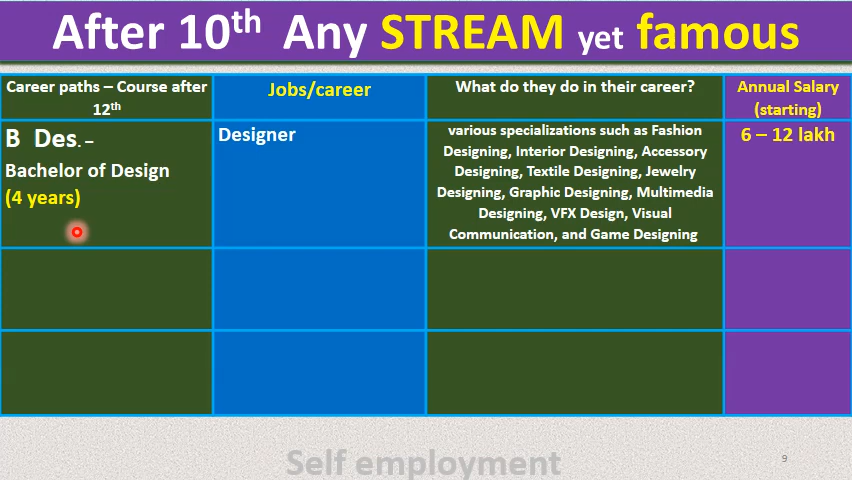 After 10th Any STREAM yet famous
Career paths – Course after
12th
Jobs/career
What do they do in their career?
Annual Salary
(starting)
B Des. –
Bachelor of Design
(4 years)
Designer
various specializations such as Fashion
Designing, Interior Designing, Accessory
Designing, Textile Designing, Jewelry
Designing, Graphic Designing, Multimedia
Designing, VFX Design, Visual
Communication, and Game Designing
6 – 12 lakh
Self employment
9